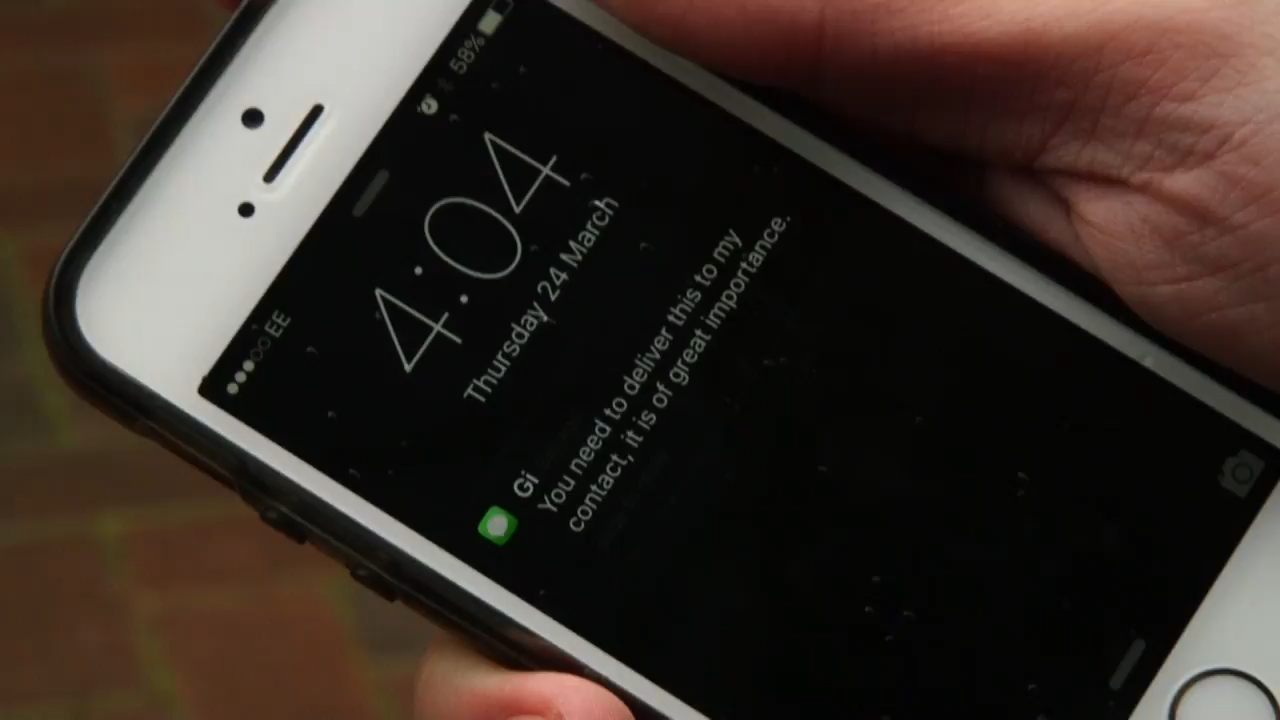 EE 58%
4:04
Thursday 24 March
Gi
You need to deliver this to my
contact, it is of great importance.